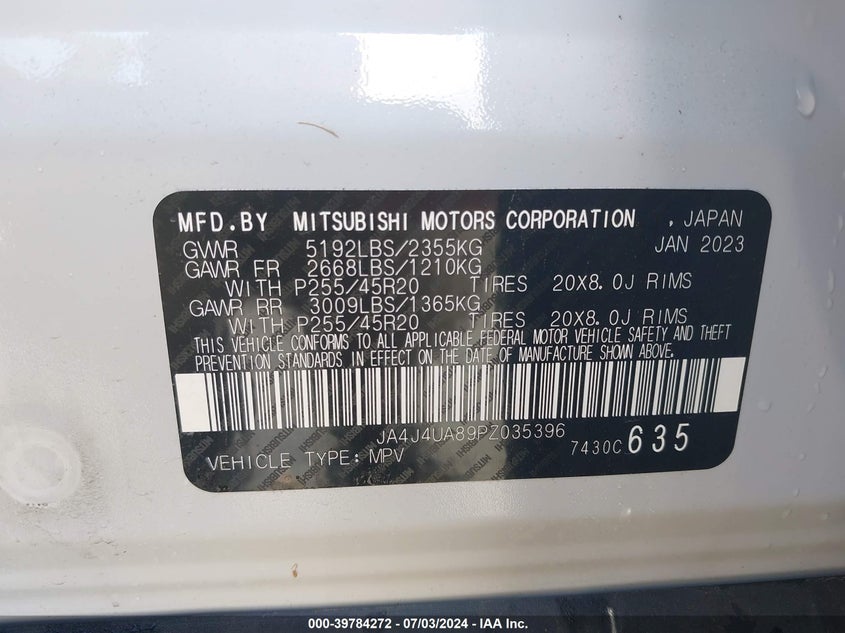 MFD.BY MITSUBISHI MOTORS CORPORATION , JAPAN
GVWR 5192LBS/2355KG JAN 2023
GAWR FR 2668LBS/1210KG
WITH P255/45R20 TIRES 20X8.0J RIMS
GAWR RR 3009LBS/1365KG
WITH P255/45R20 TIRES 20X8.0J RIMS
THIS VEHICLE CONFORMS TO ALL APPLICABLE FEDERAL MOTOR VEHICLE SAFETY AND THEFT
PREVENTION STANDARDS IN EFFECT ON THE DATE OF MANUFACTURE SHOWN ABOVE.
JA4J4UA89PZ035396
VEHICLE TYPE: MPV 7430C 635
000-39784272 - 07/03/2024 - IAA Inc.